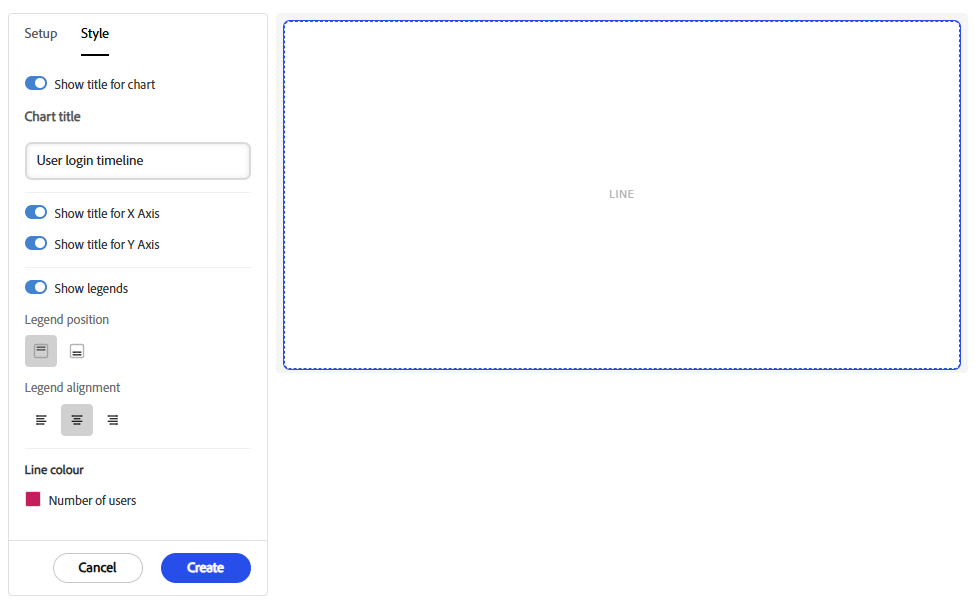 Setup Style
Show title for chart
Chart title
User login timeline
Show title for X Axis
Show title for Y Axis
Show legends
Legend position
Legend alignment
Line colour
Number of users
Cancel Create
LINE